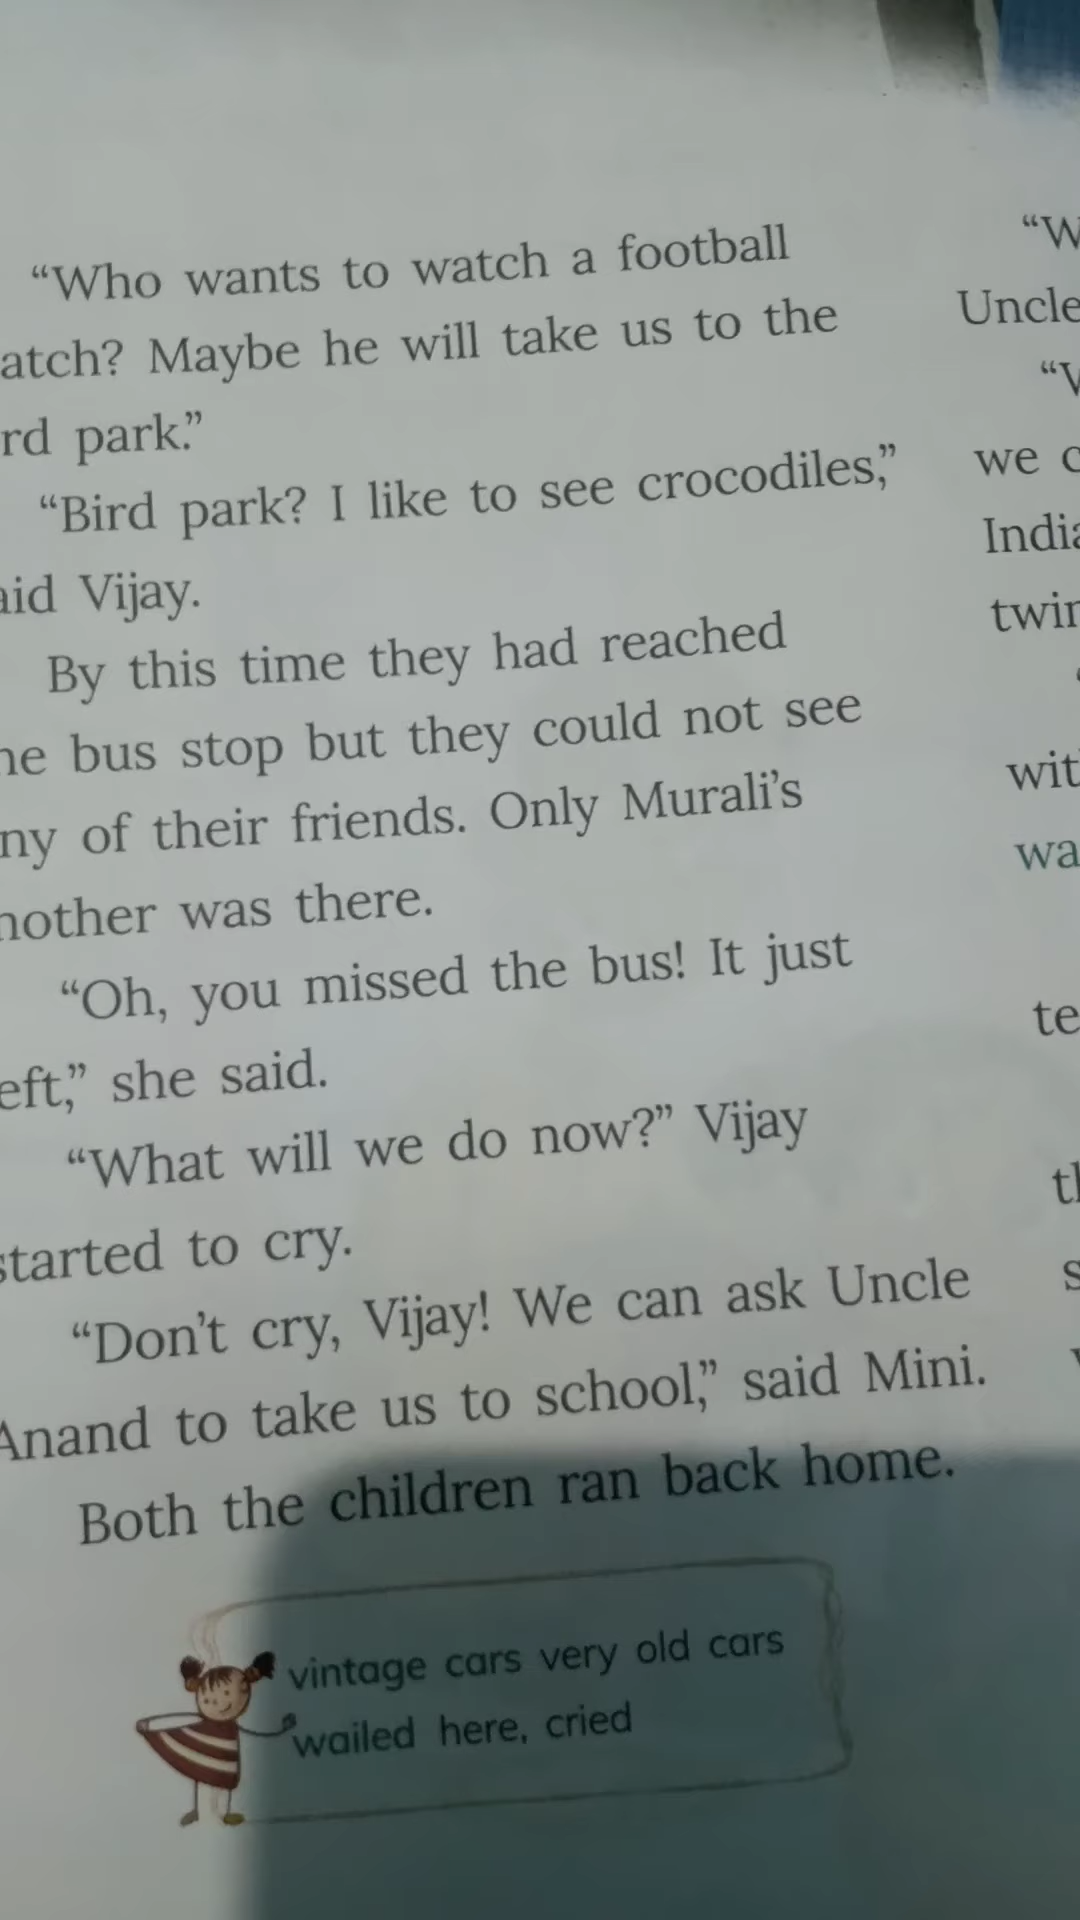 “Who wants to watch a football
atch? Maybe he will take us to the
rd park.”
“Bird park? I like to see crocodiles,”
aid Vijay.
By this time they had reached
he bus stop but they could not see
ny of their friends. Only Murali’s
nother was there.
“Oh, you missed the bus! It just
eft,” she said.
“What will we do now?” Vijay
started to cry.
“Don’t cry, Vijay! We can ask Uncle
Anand to take us to school,” said Mini.
Both the children ran back home.
vintage cars very old cars
wailed here, cried
“W
Uncle
“W
we c
India
twin
wit
wa
te
th
s